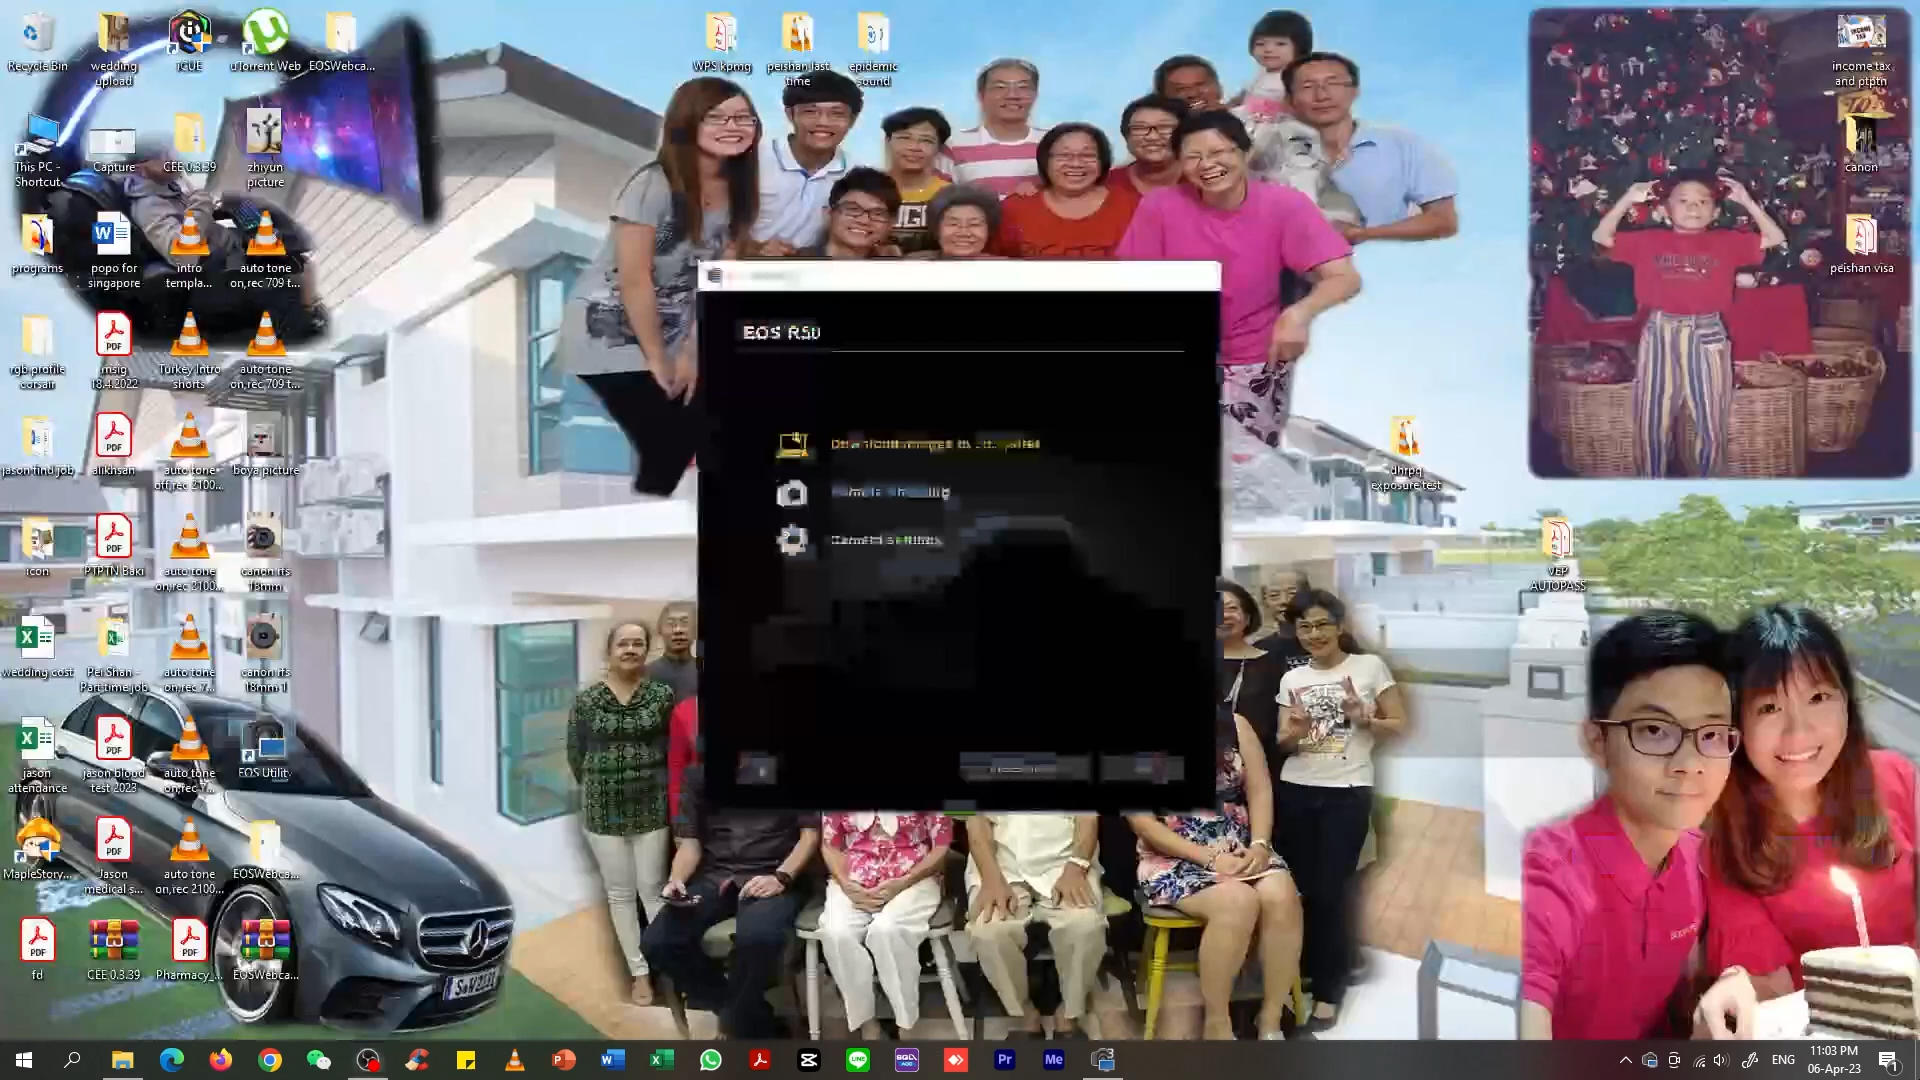 Recycle Bin
wedding
upload
iCUE
uTorrent Web
EOSWebca...
WPS kpmg
peishan last
time
epidemic
sound
income tax
and ptptn
This PC -
Shortcut
Capture
CEE 0.3.39
zhiyun
picture
canon
programs
popo for
singapore
intro
templa...
auto tone
on,rec 709 t...
peishan visa
EOS R50
rgb profile
corsair
msig
18.4.2022
Turkey Intro
shorts
auto tone
on,rec 709 t...
jason find job
alikhsan
auto tone
off,rec 2100...
boya picture
dhrpq
exposure test
icon
PTPTN Baki
auto tone
on,rec 2100...
canon rfs
18mm
VEP
AUTOPASS
wedding cost
Pei Shan -
Part time job
auto tone
on,rec 7...
canon rfs
18mm 1
jason
attendance
jason blood
test 2023
auto tone
on,rec 7...
EOS Utility
MapleStory...
Jason
medical s...
auto tone
on,rec 2100...
EOSWebca...
fd
CEE 0.3.39
Pharmacy_...
EOSWebca...
ENG
11:03 PM
06-Apr-23